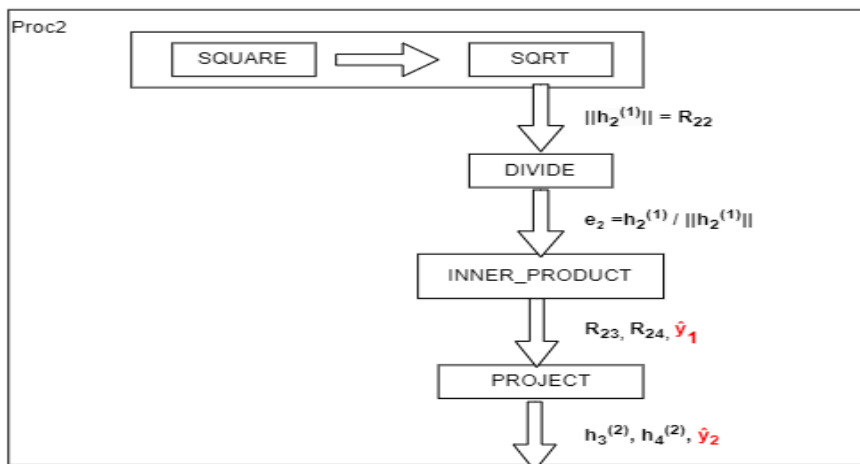 Proc2
SQUARE
SQRT
||h₂⁽¹⁾|| = R₂₂
DIVIDE
e₂ =h₂⁽¹⁾ / ||h₂⁽¹⁾||
INNER_PRODUCT
R₂₃, R₂₄, ŷ₁
PROJECT
h₃⁽²⁾, h₄⁽²⁾, ŷ₂